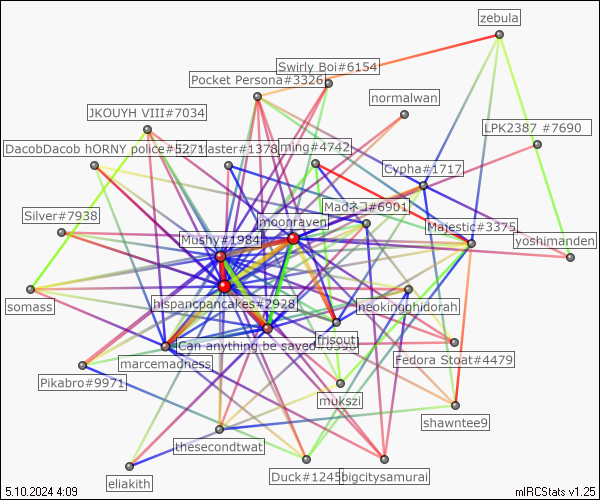 zebula
Swirly Boi#6154
Pocket Persona#3326
normalwan
JKOUYH VIII#7034
LPK2387 #7690
DacobDacob hORNY police#5271
laster#1378
ming#4742
Cypha#1717
Silver#7938
Madネコ#6901
moonraven
Majestic#3375
Mushy#1984
yoshimanden
somass
hispancpancakes#2928
neokingghidorah
Can anything be saved
frisout
marcemadness
Fedora Stoat#4479
Pikabro#9971
mukszi
shawntee9
thesecondtwat
Duck#1245
bigcitysamurai
eliakith
5.10.2024 4:09
mIRCStats v1.25